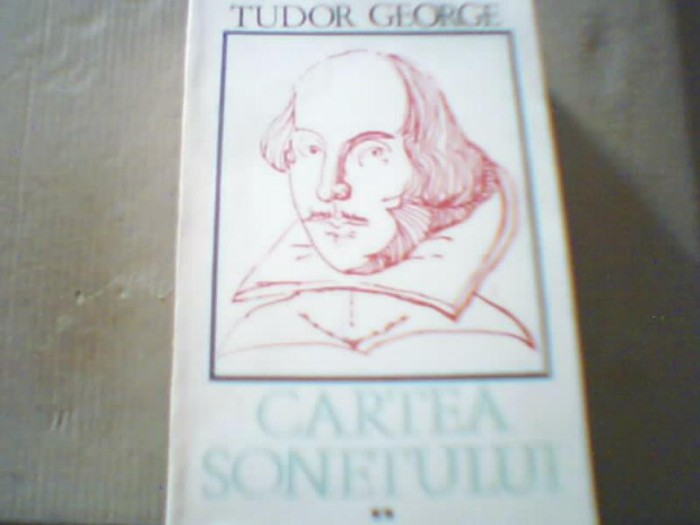 TUDOR GEORGE
CARTEA
SONETULUI
**